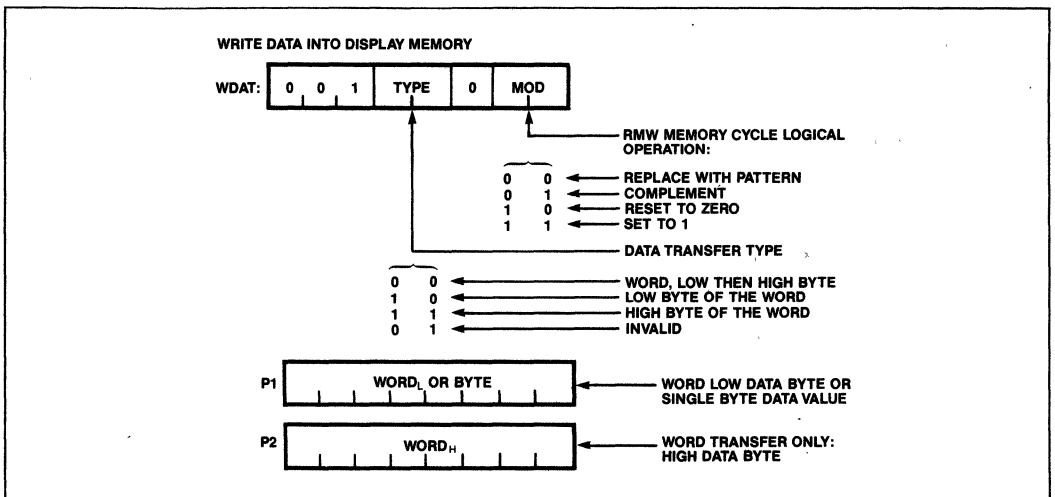 WRITE DATA INTO DISPLAY MEMORY
WDAT: 0 0 1 TYPE 0 MOD
RMW MEMORY CYCLE LOGICAL
OPERATION:
0 0 REPLACE WITH PATTERN
0 1 COMPLEMENT
1 0 RESET TO ZERO
1 1 SET TO 1
DATA TRANSFER TYPE
0 0 WORD, LOW THEN HIGH BYTE
1 0 LOW BYTE OF THE WORD
1 1 HIGH BYTE OF THE WORD
0 1 INVALID
P1 WORDL OR BYTE WORD LOW DATA BYTE OR
SINGLE BYTE DATA VALUE
P2 WORDH WORD TRANSFER ONLY:
HIGH DATA BYTE